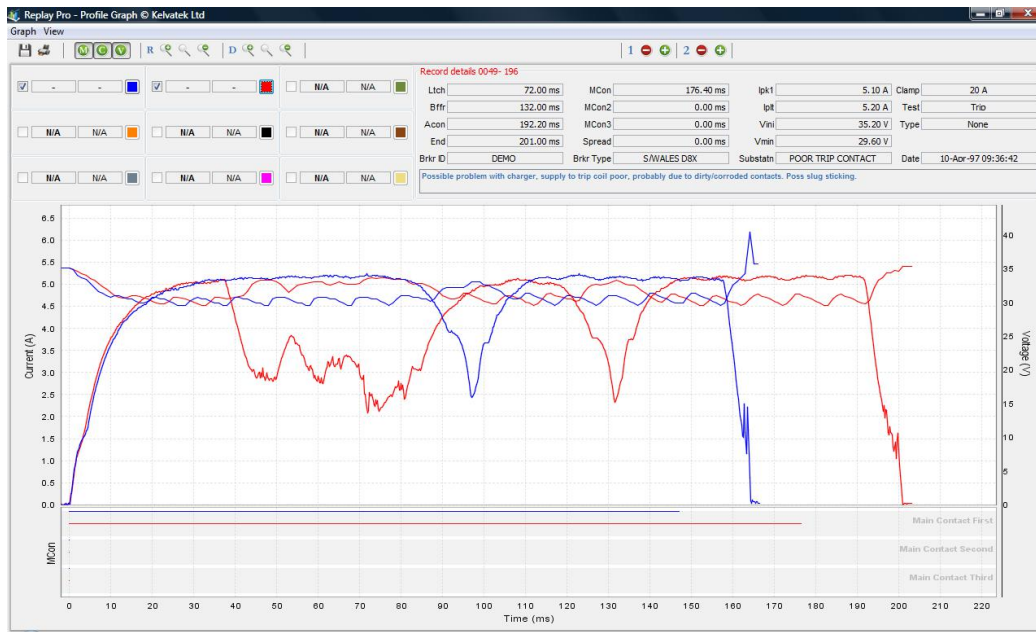 Replay Pro - Profile Graph © Kelvatek Ltd
Graph View
M C V R D 1 2
- - - - N/A N/A
N/A N/A N/A N/A N/A N/A
N/A N/A N/A N/A N/A N/A
Record details 0049- 196
Ltch 72.00 ms MCon 176.40 ms Ipk1 5.10 A Clamp 20 A
Bffr 132.00 ms MCon2 0.00 ms Iplt 5.20 A Test Trip
Acon 192.20 ms MCon3 0.00 ms Vini 35.20 V Type None
End 201.00 ms Spread 0.00 ms Vmin 29.60 V
Brkr ID DEMO Brkr Type S/WALES D8X Substatn POOR TRIP CONTACT Date 10-Apr-97 09:36:42
Possible problem with charger, supply to trip coil poor, probably due to dirty/corroded contacts. Poss slug sticking.
Current (A)
6.5
6.0
5.5
5.0
4.5
4.0
3.5
3.0
2.5
2.0
1.5
1.0
0.5
0.0
40
35
30
25
20
15
10
5
0
Voltage (V)
MCon
Main Contact First
Main Contact Second
Main Contact Third
0 10 20 30 40 50 60 70 80 90 100 110 120 130 140 150 160 170 180 190 200 210 220
Time (ms)